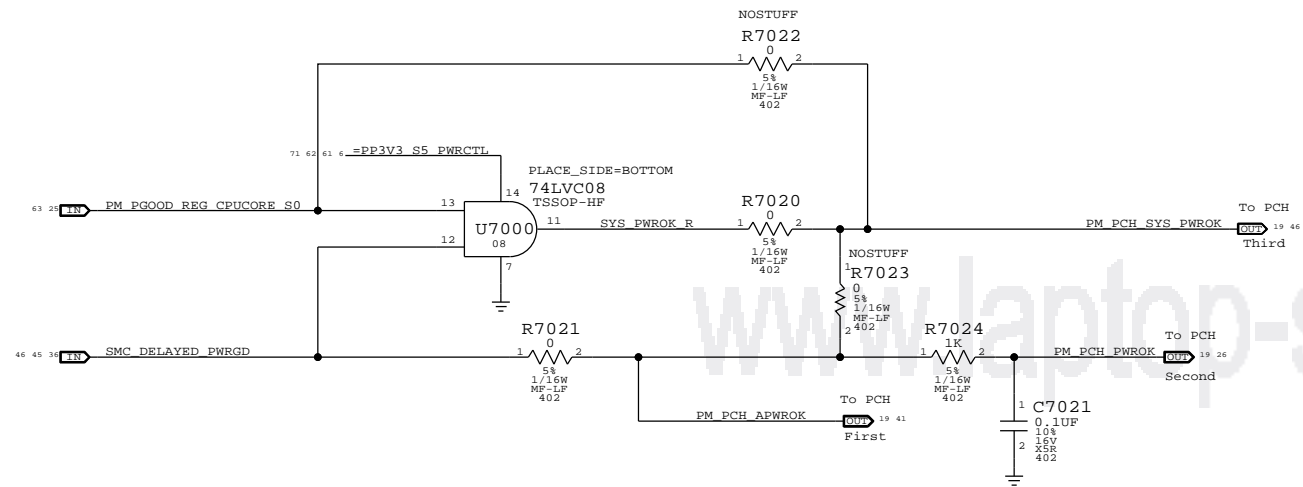 NOSTUFF
R7022
0
1 2
5%
1/16W
MF-LF
402
71 62 61 6 =PP3V3_S5_PWRCTL
PLACE_SIDE=BOTTOM
14 74LVC08
TSSOP-HF
63 25 IN PM_PGOOD_REG_CPUCORE_S0 13
U7000
08
12
11
7
SYS_PWROK_R
R7020
0
1 2
5%
1/16W
MF-LF
402
PM_PCH_SYS_PWROK
To PCH
OUT 19 46
Third
NOSTUFF
1 R7023
0
5%
1/16W
MF-LF
2 402
46 45 36 IN SMC_DELAYED_PWRGD
R7021
0
1 2
5%
1/16W
MF-LF
402
R7024
1K
1 2
5%
1/16W
MF-LF
402
PM_PCH_PWROK
To PCH
OUT 19 26
Second
PM_PCH_APWROK
To PCH
OUT 19 41
First
1 C7021
0.1UF
10%
16V
2 X5R
402
www.laptop-s